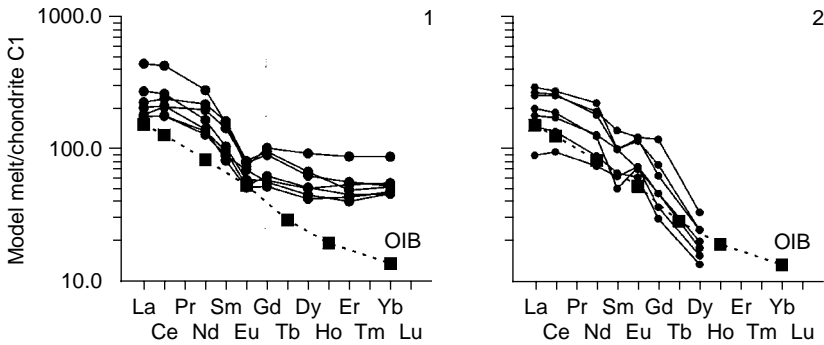 1000.0
1
2
100.0
10.0
Model melt/chondrite C1
OIB
OIB
La Pr Sm Gd Dy Er Yb
Ce Nd Eu Tb Ho Tm Lu
La Pr Sm Gd Dy Er Yb
Ce Nd Eu Tb Ho Tm Lu